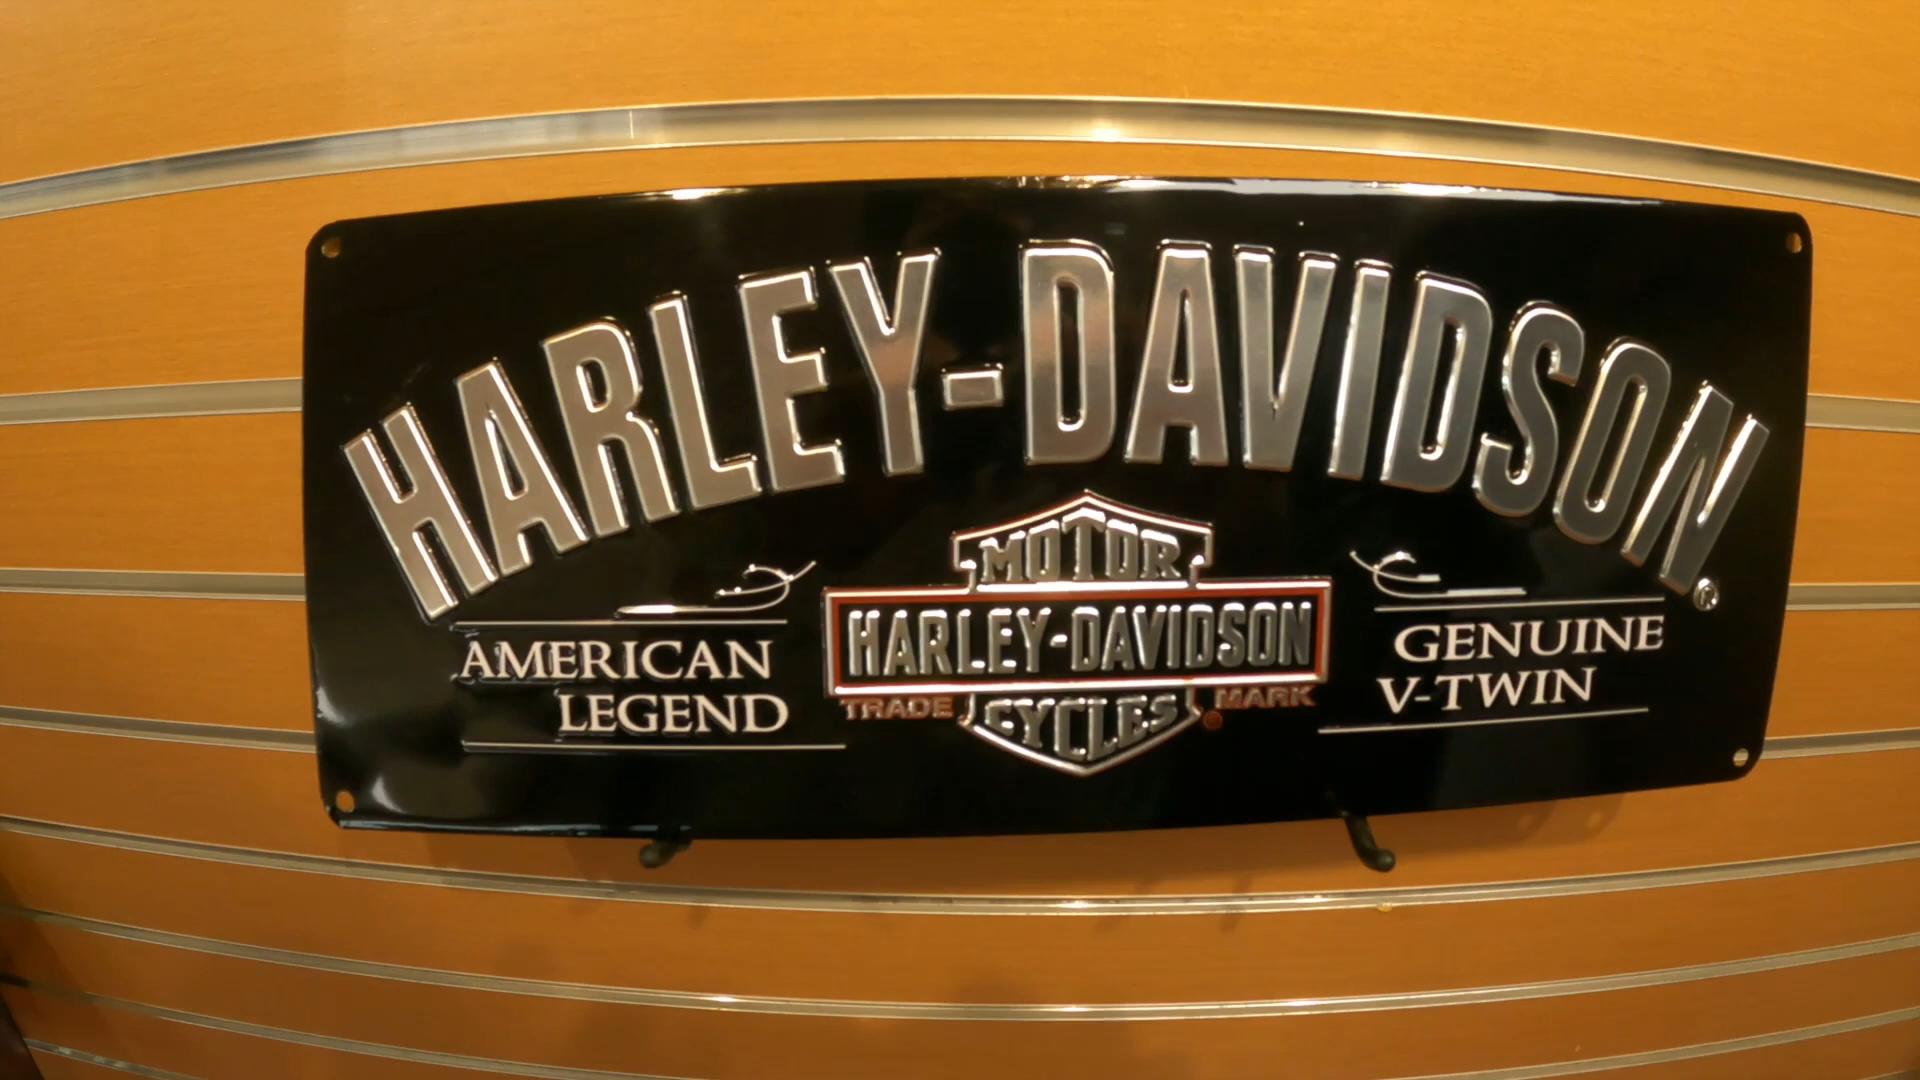 HARLEY-DAVIDSON®
AMERICAN
LEGEND
MOTOR
HARLEY-DAVIDSON
TRADE MARK
CYCLES
GENUINE
V-TWIN